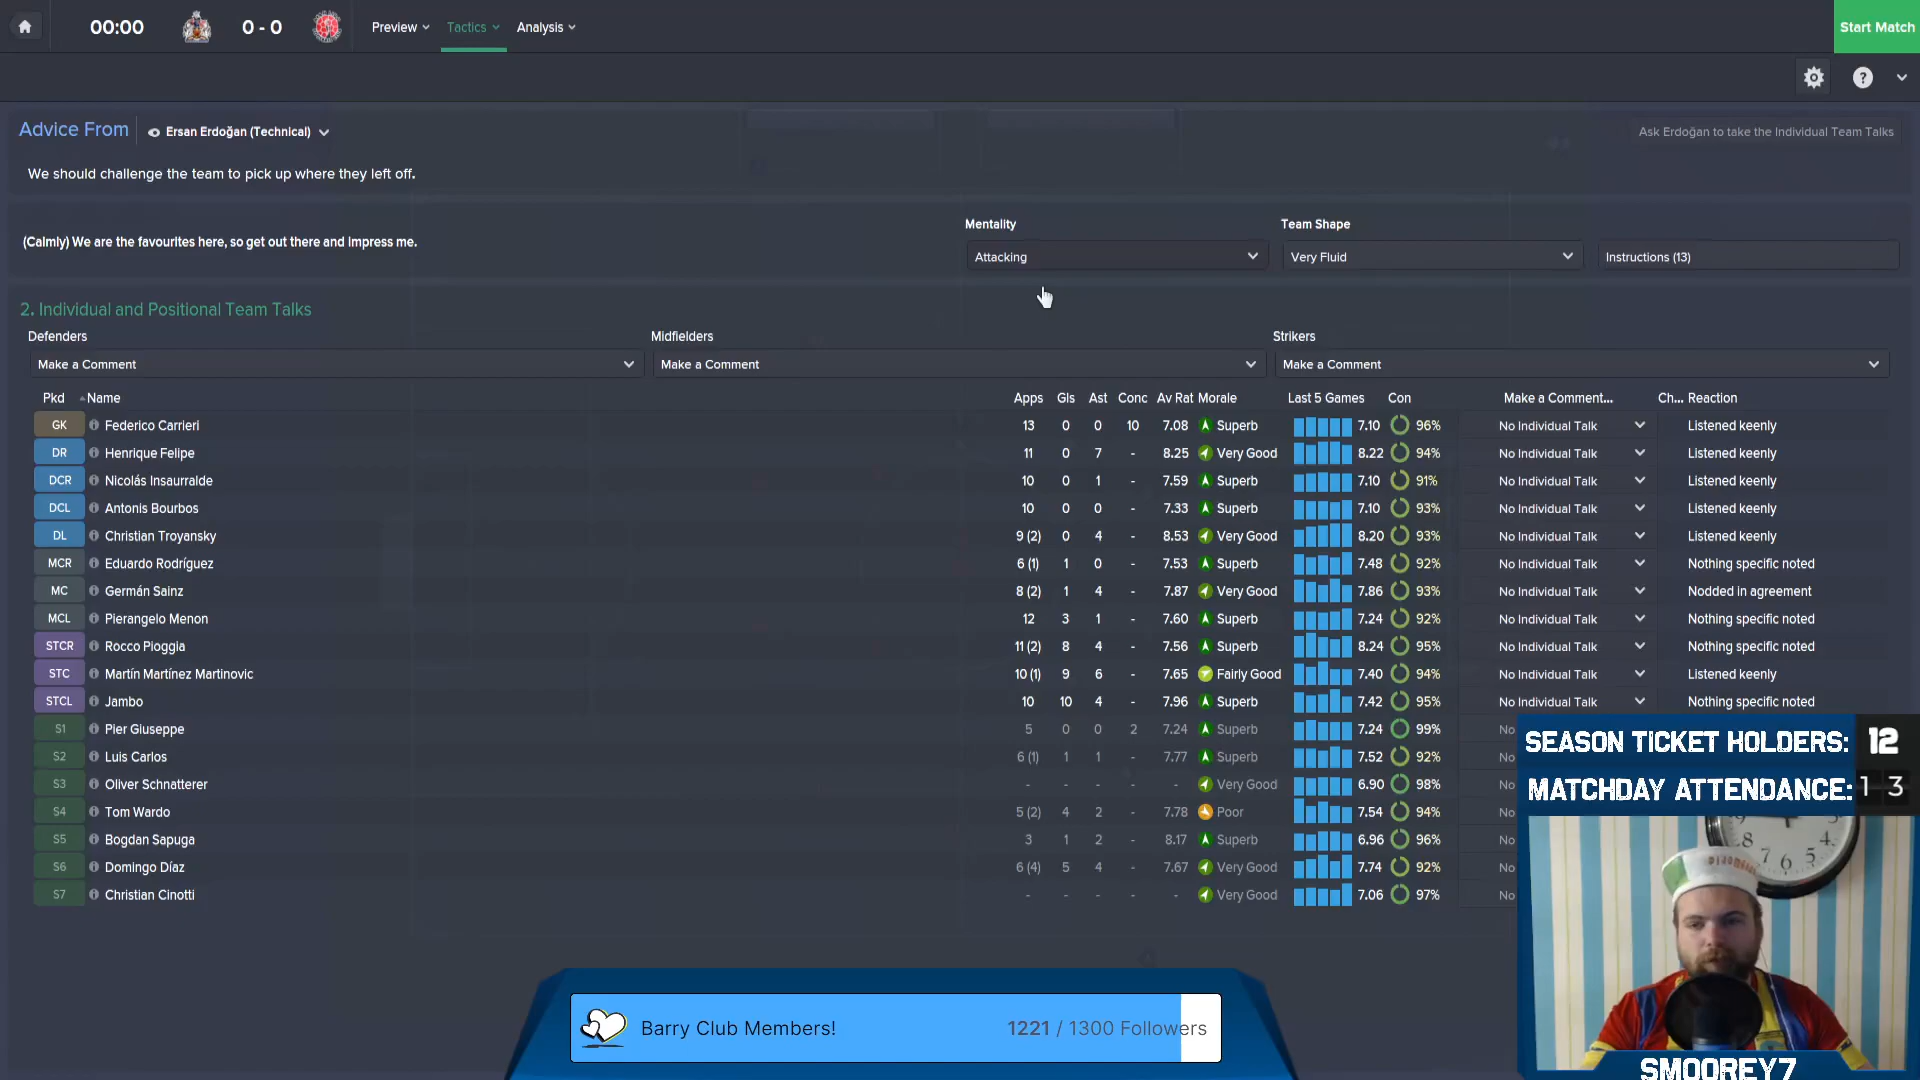 00:00 0 - 0 Preview Tactics Analysis Start Match
?
Advice From Ersan Erdoğan (Technical) Ask Erdoğan to take the Individual Team Talks
We should challenge the team to pick up where they left off.
Mentality Team Shape
(Calmly) We are the favourites here, so get out there and impress me.
Attacking Very Fluid Instructions (13)
2. Individual and Positional Team Talks
Defenders Midfielders Strikers
Make a Comment Make a Comment Make a Comment
Pkd Name Apps Gls Ast Conc Av Rat Morale Last 5 Games Con Make a Comment... Ch... Reaction
GK Federico Carrieri 13 0 0 10 7.08 Superb 7.10 96% No Individual Talk Listened keenly
DR Henrique Felipe 11 0 7 - 8.25 Very Good 8.22 94% No Individual Talk Listened keenly
DCR Nicolás Insaurralde 10 0 1 - 7.59 Superb 7.10 91% No Individual Talk Listened keenly
DCL Antonis Bourbos 10 0 0 - 7.33 Superb 7.10 93% No Individual Talk Listened keenly
DL Christian Troyansky 9 (2) 0 4 - 8.53 Very Good 8.20 93% No Individual Talk Listened keenly
MCR Eduardo Rodríguez 6 (1) 1 0 - 7.53 Superb 7.48 92% No Individual Talk Nothing specific noted
MC Germán Sainz 8 (2) 1 4 - 7.87 Very Good 7.86 93% No Individual Talk Nodded in agreement
MCL Pierangelo Menon 12 3 1 - 7.60 Superb 7.24 92% No Individual Talk Nothing specific noted
STCR Rocco Pioggia 11 (2) 8 4 - 7.56 Superb 8.24 95% No Individual Talk Nothing specific noted
STC Martín Martínez Martinovic 10 (1) 9 6 - 7.65 Fairly Good 7.40 94% No Individual Talk Listened keenly
STCL Jambo 10 10 4 - 7.96 Superb 7.42 95% No Individual Talk Nothing specific noted
S1 Pier Giuseppe 5 0 0 2 7.24 Superb 7.24 99% No
S2 Luis Carlos 6 (1) 1 1 - 7.77 Superb 7.52 92% No
S3 Oliver Schnatterer - - - - - Very Good 6.90 98% No
S4 Tom Wardo 5 (2) 4 2 - 7.78 Poor 7.54 94% No
S5 Bogdan Sapuga 3 1 2 - 8.17 Superb 6.96 96% No
S6 Domingo Díaz 6 (4) 5 4 - 7.67 Very Good 7.74 92% No
S7 Christian Cinotti - - - - - Very Good 7.06 97% No
SEASON TICKET HOLDERS: 12
MATCHDAY ATTENDANCE: 13
Barry Club Members! 1221 / 1300 Followers
SMOOREY7